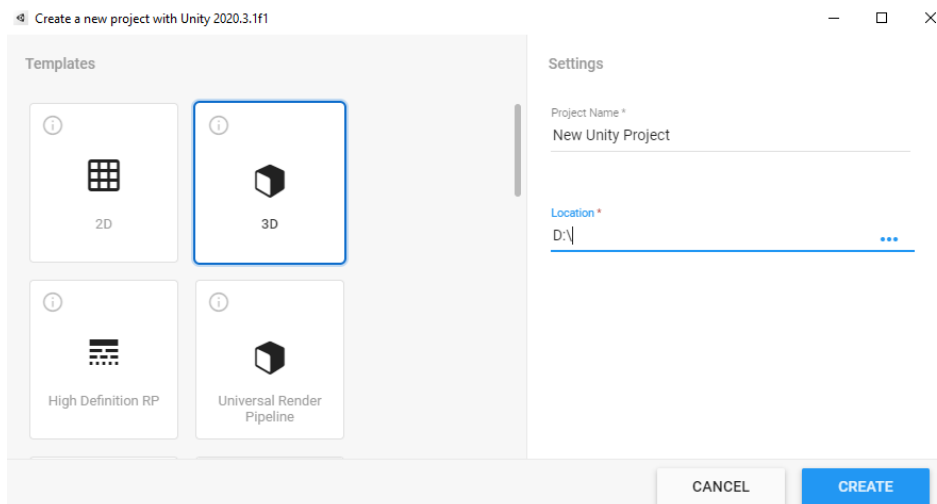 Create a new project with Unity 2020.3.1f1
Templates
2D
3D
High Definition RP
Universal Render
Pipeline
Settings
Project Name *
New Unity Project
Location *
D:\
CANCEL
CREATE